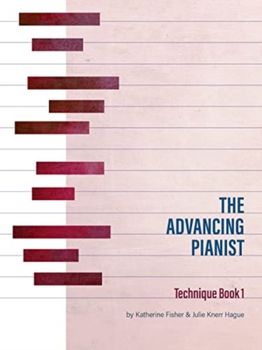 THE
ADVANCING
PIANIST
Technique Book 1
by Katherine Fisher & Julie Knerr Hague